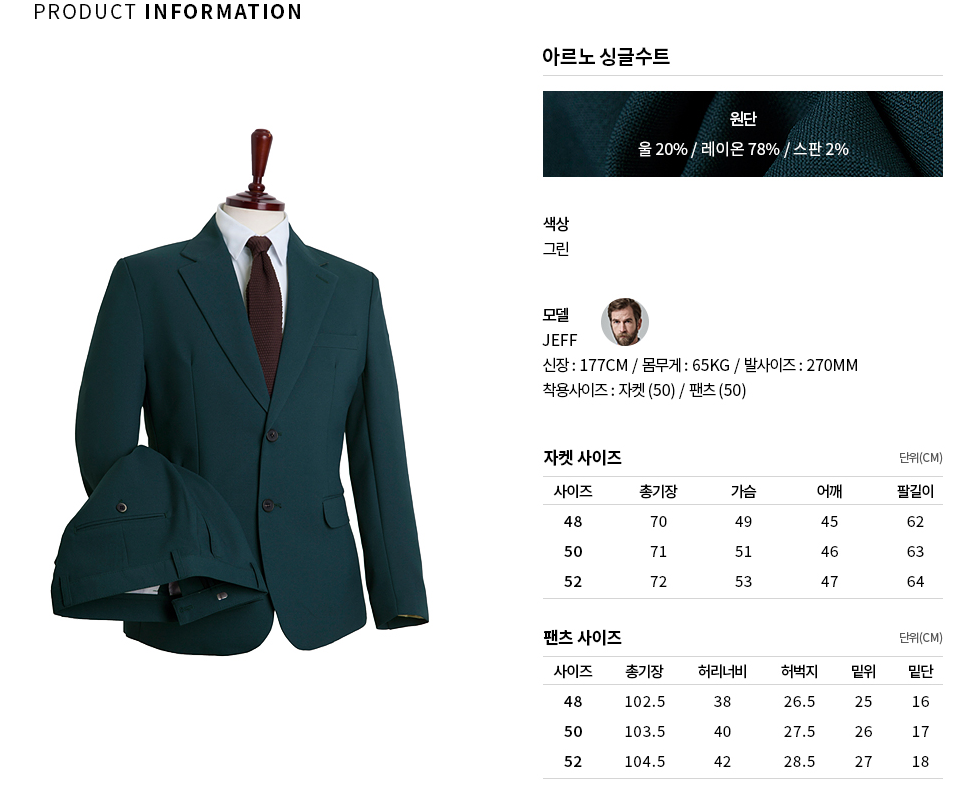 PRODUCT INFORMATION
아르노 싱글수트
원단
울 20% / 레이온 78% / 스판 2%
색상
그린
모델
JEFF
신장 : 177CM / 몸무게 : 65KG / 발사이즈 : 270MM
착용사이즈 : 자켓 (50) / 팬츠 (50)
자켓 사이즈 단위(CM)
사이즈 총기장 가슴 어깨 팔길이
48 70 49 45 62
50 71 51 46 63
52 72 53 47 64
팬츠 사이즈 단위(CM)
사이즈 총기장 허리너비 허벅지 밑위 밑단
48 102.5 38 26.5 25 16
50 103.5 40 27.5 26 17
52 104.5 42 28.5 27 18